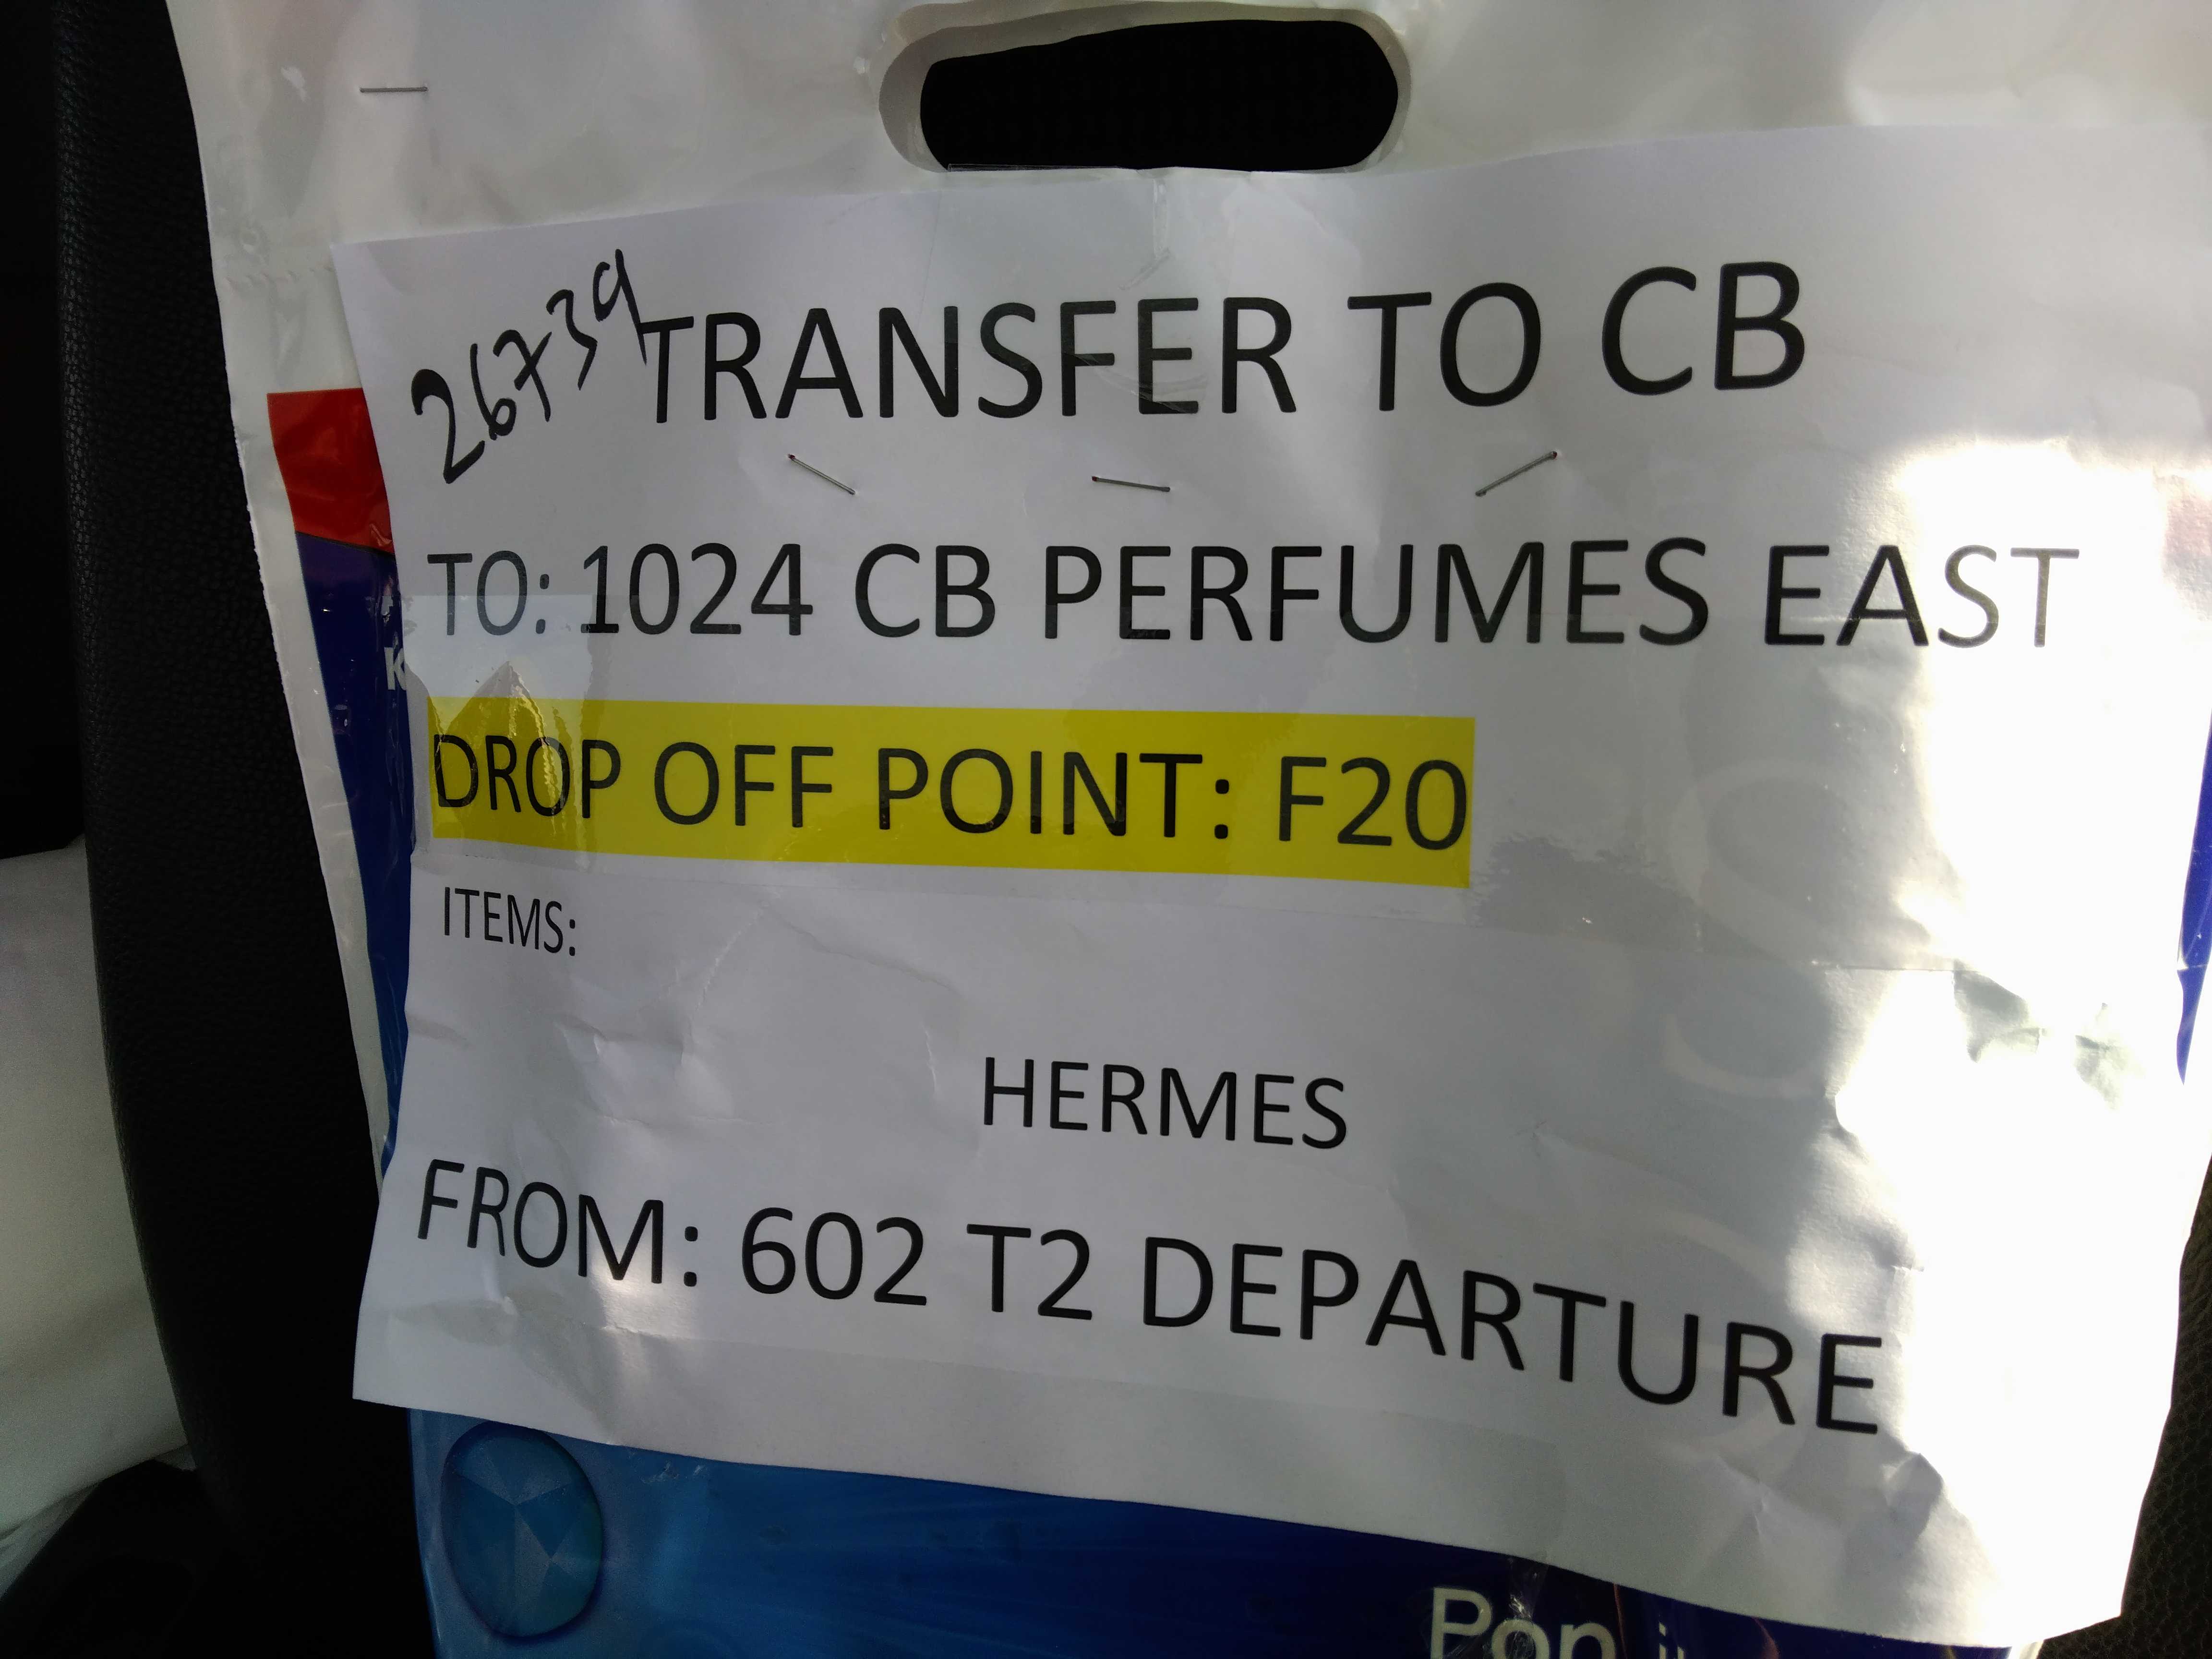 26739
TRANSFER TO CB
TO: 1024 CB PERFUMES EAST
DROP OFF POINT: F20
ITEMS:
HERMES
FROM: 602 T2 DEPARTURE
Pop i